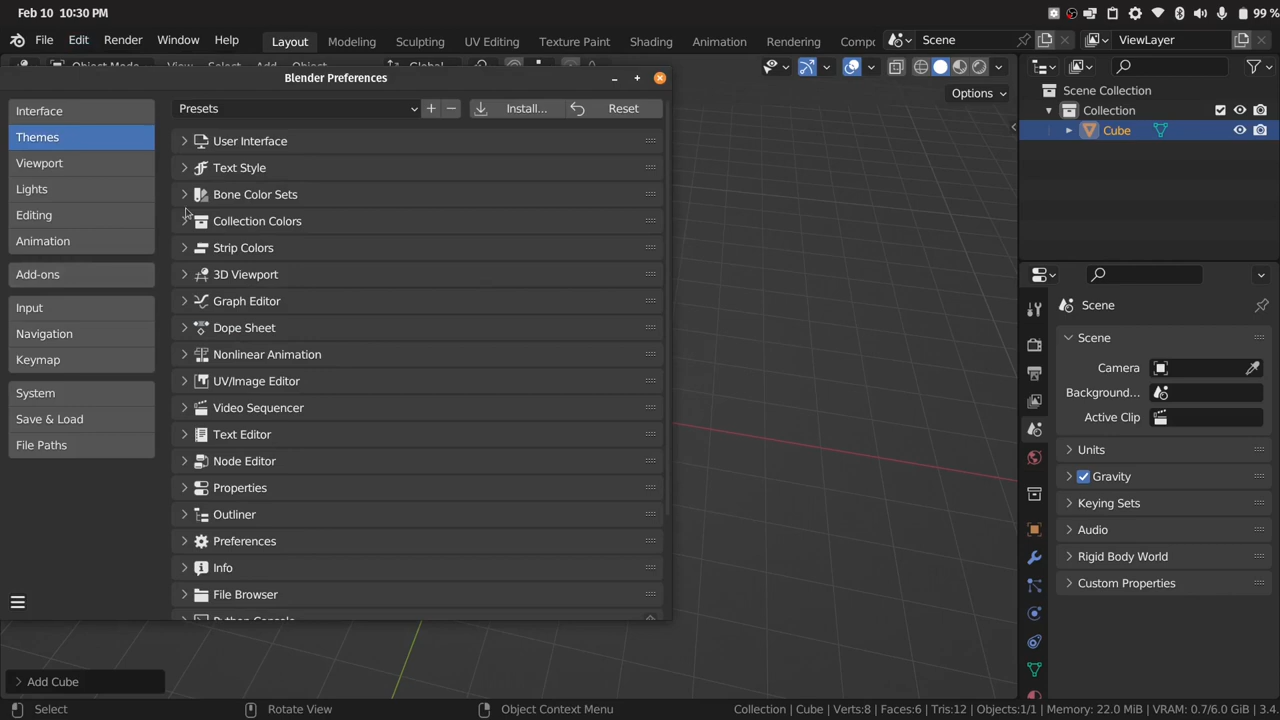 Feb 10 10:30 PM 99 %
File Edit Render Window Help Layout Modeling Sculpting UV Editing Texture Paint Shading Animation Rendering Scene ViewLayer
Blender Preferences
Options
Scene Collection
Collection
Cube
Interface
Themes
Viewport
Lights
Editing
Animation
Add-ons
Input
Navigation
Keymap
System
Save & Load
File Paths
Presets Install... Reset
User Interface
Text Style
Bone Color Sets
Collection Colors
Strip Colors
3D Viewport
Graph Editor
Dope Sheet
Nonlinear Animation
UV/Image Editor
Video Sequencer
Text Editor
Node Editor
Properties
Outliner
Preferences
Info
File Browser
Scene
Scene
Camera
Background...
Active Clip
Units
Gravity
Keying Sets
Audio
Rigid Body World
Custom Properties
Add Cube
Select Rotate View Object Context Menu Collection | Cube | Verts:8 | Faces:6 | Tris:12 | Objects:1/1 | Memory: 22.0 MiB | VRAM: 0.7/6.0 GiB | 3.4.